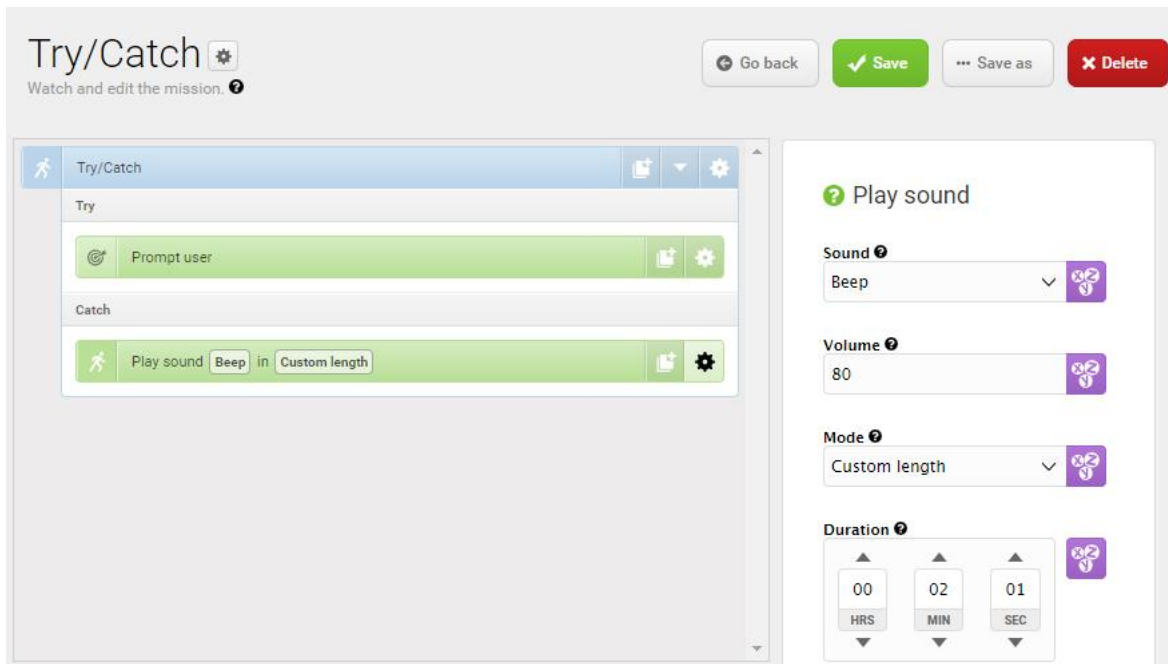 Try/Catch
Watch and edit the mission. ?
Go back
Save
Save as
Delete
Try/Catch
Try
Prompt user
Catch
Play sound Beep in Custom length
? Play sound
Sound ?
Beep
Volume ?
80
Mode ?
Custom length
Duration ?
00 02 01
HRS MIN SEC